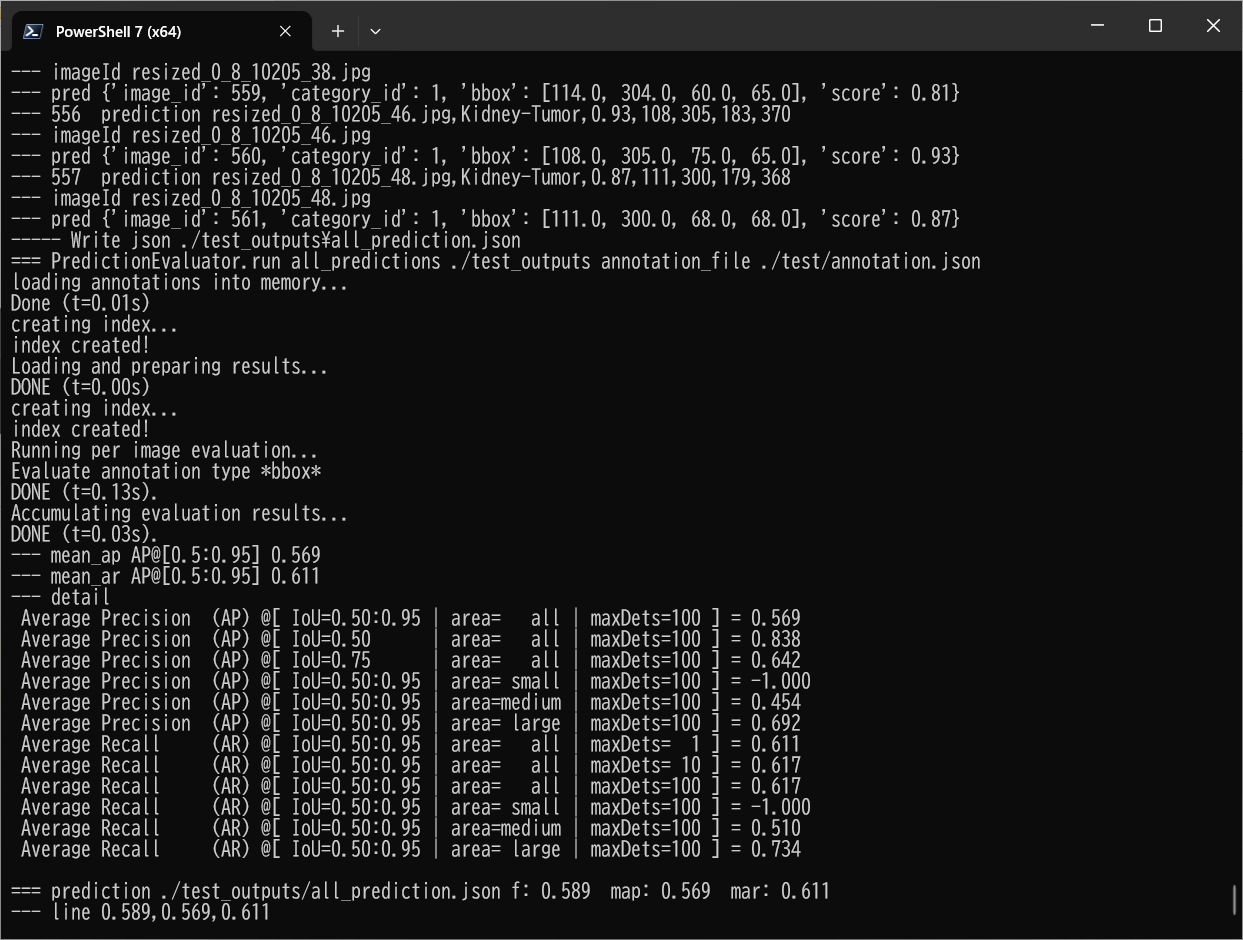 PowerShell 7 (x64)
--- imageId resized_0_8_10205_38.jpg
--- pred {'image_id': 559, 'category_id': 1, 'bbox': [114.0, 304.0, 60.0, 65.0], 'score': 0.81}
--- 556  prediction resized_0_8_10205_46.jpg,Kidney-Tumor,0.93,108,305,183,370
--- imageId resized_0_8_10205_46.jpg
--- pred {'image_id': 560, 'category_id': 1, 'bbox': [108.0, 305.0, 75.0, 65.0], 'score': 0.93}
--- 557  prediction resized_0_8_10205_48.jpg,Kidney-Tumor,0.87,111,300,179,368
--- imageId resized_0_8_10205_48.jpg
--- pred {'image_id': 561, 'category_id': 1, 'bbox': [111.0, 300.0, 68.0, 68.0], 'score': 0.87}
----- Write json ./test_outputs¥all_prediction.json
=== PredictionEvaluator.run all_predictions ./test_outputs annotation_file ./test/annotation.json
loading annotations into memory...
Done (t=0.01s)
creating index...
index created!
Loading and preparing results...
DONE (t=0.00s)
creating index...
index created!
Running per image evaluation...
Evaluate annotation type *bbox*
DONE (t=0.13s).
Accumulating evaluation results...
DONE (t=0.03s).
--- mean_ap AP@[0.5:0.95] 0.569
--- mean_ar AP@[0.5:0.95] 0.611
--- detail
 Average Precision  (AP) @[ IoU=0.50:0.95 | area=   all | maxDets=100 ] = 0.569
 Average Precision  (AP) @[ IoU=0.50      | area=   all | maxDets=100 ] = 0.838
 Average Precision  (AP) @[ IoU=0.75      | area=   all | maxDets=100 ] = 0.642
 Average Precision  (AP) @[ IoU=0.50:0.95 | area= small | maxDets=100 ] = -1.000
 Average Precision  (AP) @[ IoU=0.50:0.95 | area=medium | maxDets=100 ] = 0.454
 Average Precision  (AP) @[ IoU=0.50:0.95 | area= large | maxDets=100 ] = 0.692
 Average Recall     (AR) @[ IoU=0.50:0.95 | area=   all | maxDets=  1 ] = 0.611
 Average Recall     (AR) @[ IoU=0.50:0.95 | area=   all | maxDets= 10 ] = 0.617
 Average Recall     (AR) @[ IoU=0.50:0.95 | area=   all | maxDets=100 ] = 0.617
 Average Recall     (AR) @[ IoU=0.50:0.95 | area= small | maxDets=100 ] = -1.000
 Average Recall     (AR) @[ IoU=0.50:0.95 | area=medium | maxDets=100 ] = 0.510
 Average Recall     (AR) @[ IoU=0.50:0.95 | area= large | maxDets=100 ] = 0.734
=== prediction ./test_outputs/all_prediction.json f: 0.589  map: 0.569  mar: 0.611
--- line 0.589,0.569,0.611